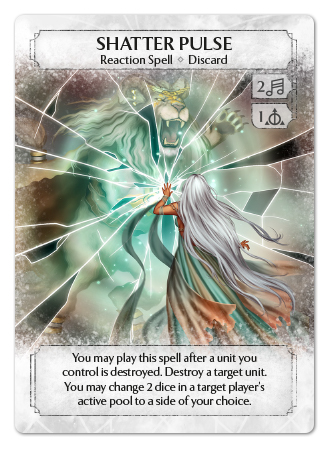 SHATTER PULSE
Reaction Spell ◇ Discard
2
1
You may play this spell after a unit you
control is destroyed. Destroy a target unit.
You may change 2 dice in a target player's
active pool to a side of your choice.